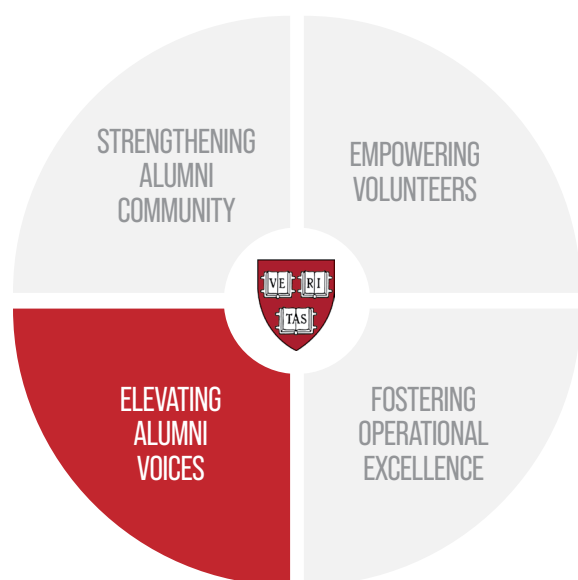 STRENGTHENING
ALUMNI
COMMUNITY
EMPOWERING
VOLUNTEERS
VE RI
TAS
ELEVATING
ALUMNI
VOICES
FOSTERING
OPERATIONAL
EXCELLENCE